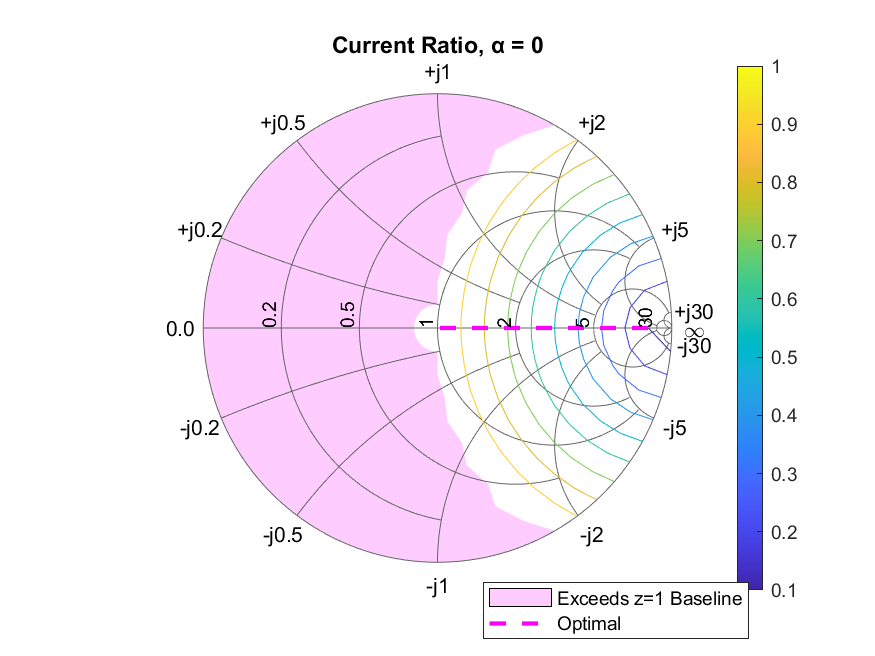 Current Ratio, α = 0
+j1
+j0.5
+j2
+j0.2
+j5
0.0
0.2
0.5
1
2
5
30
+j30
∞
-j30
-j0.2
-j5
-j0.5
-j2
-j1
1
0.9
0.8
0.7
0.6
0.5
0.4
0.3
0.2
0.1
Exceeds z=1 Baseline
Optimal